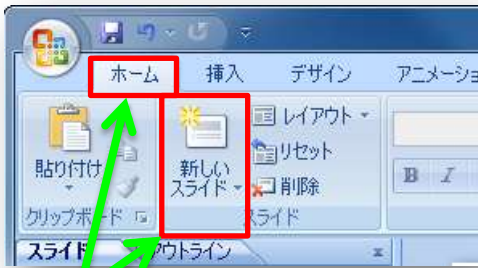 ホーム 挿入 デザイン アニメーショ
貼り付け
新しい
スライド
レイアウト
リセット
削除
B I
クリップボード スライド
スライド アウトライン